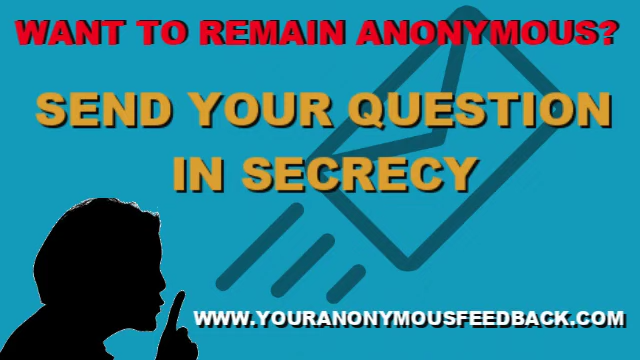 WANT TO REMAIN ANONYMOUS?
SEND YOUR QUESTION
IN SECRECY
WWW.YOURANONYMOUSFEEDBACK.COM